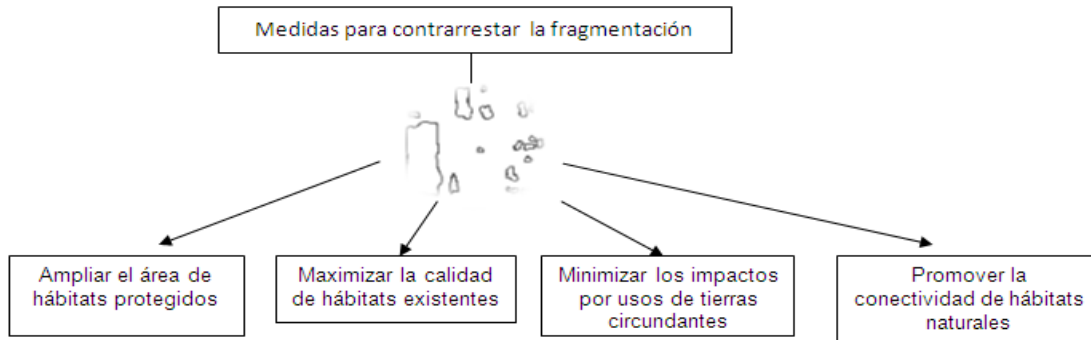 Medidas para contrarrestar la fragmentación
Ampliar el área de
hábitats protegidos
Maximizar la calidad
de hábitats existentes
Minimizar los impactos
por usos de tierras
circundantes
Promover la
conectividad de hábitats
naturales